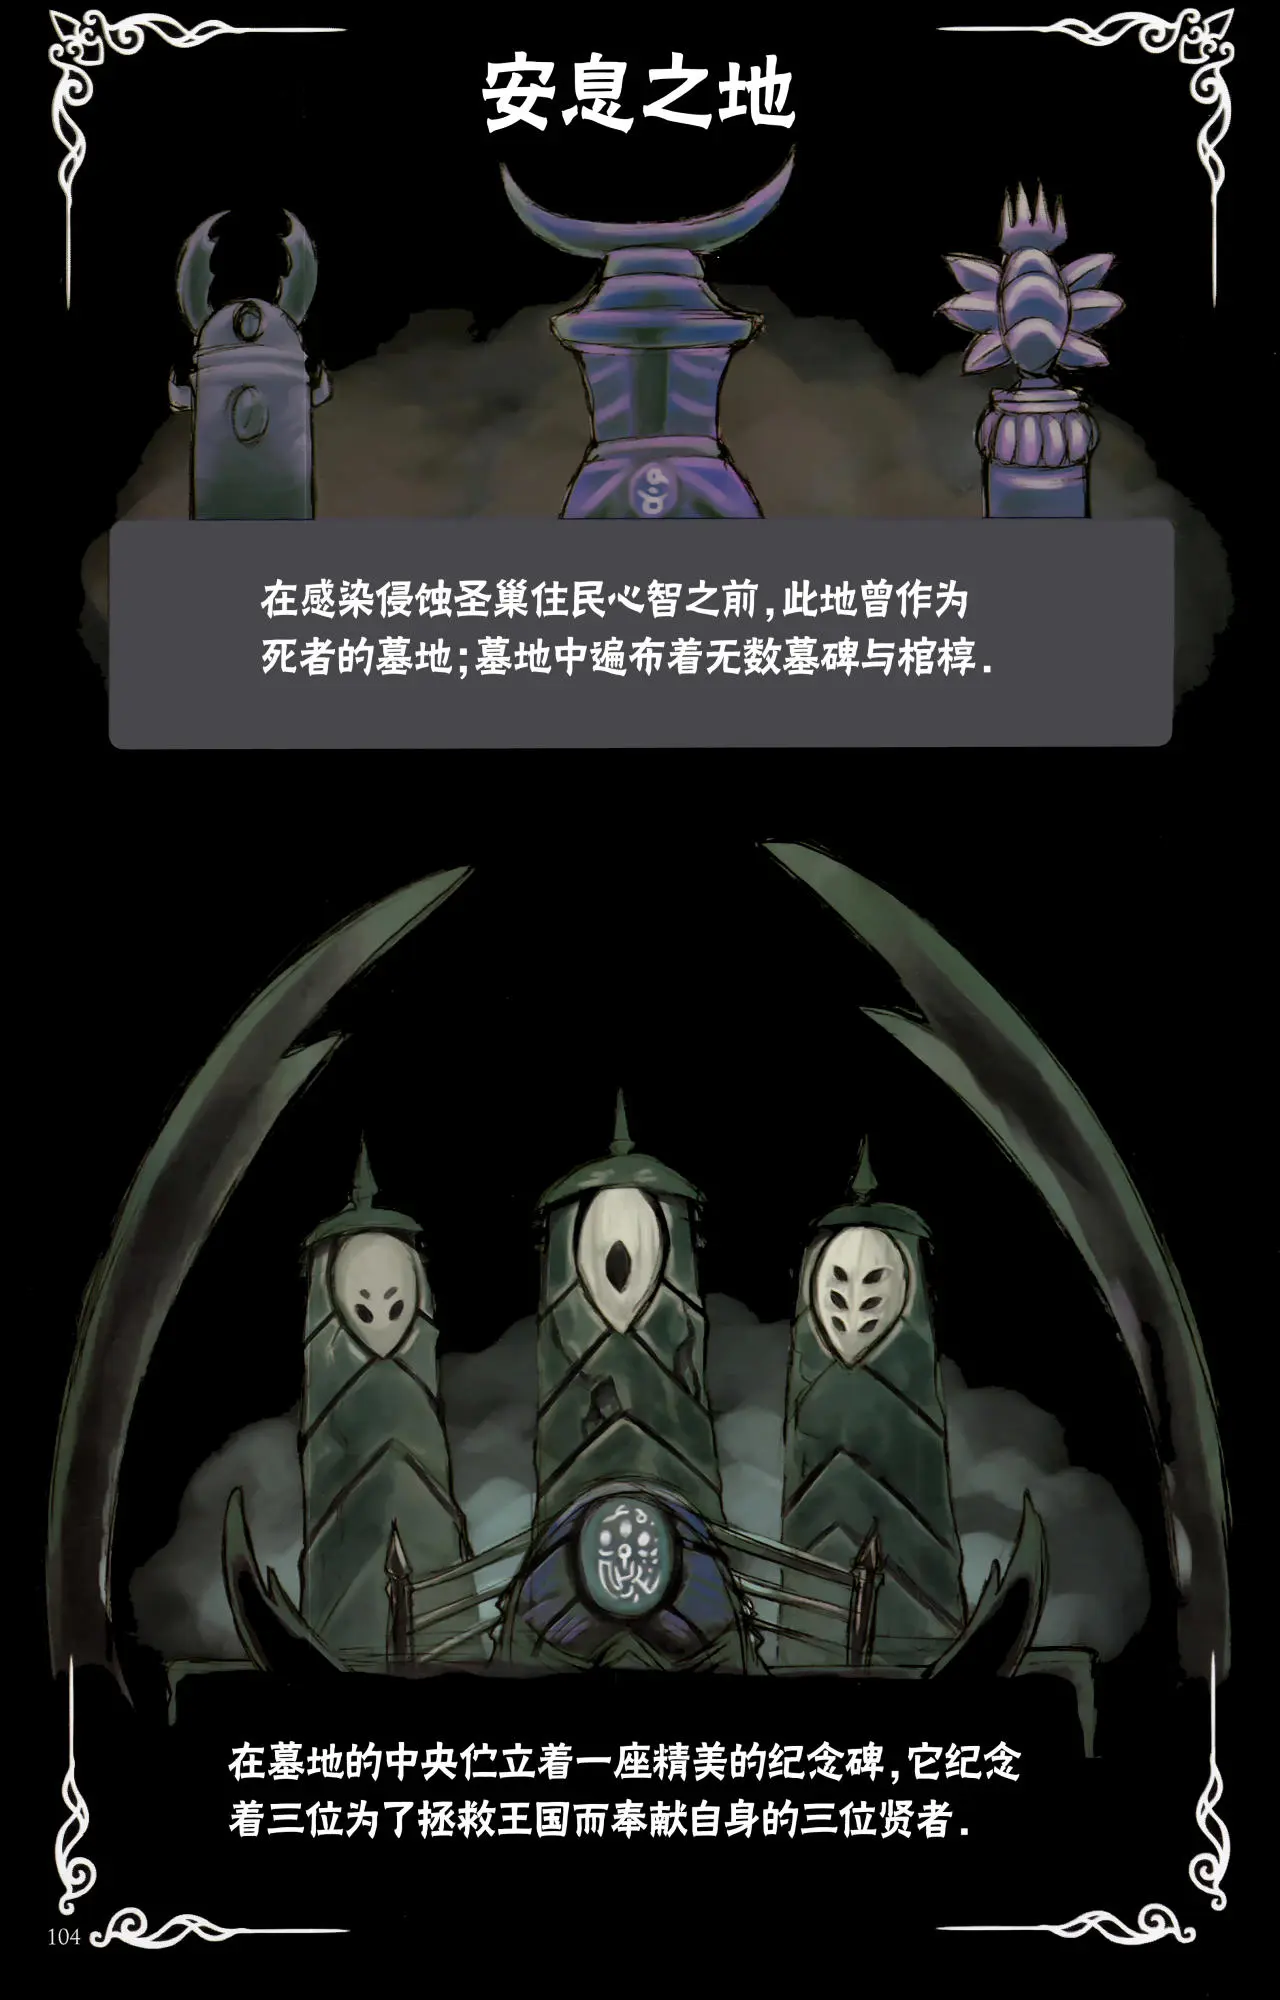 安息之地
在感染侵蚀圣巢住民心智之前,此地曾作为
死者的墓地;墓地中遍布着无数墓碑与棺椁.
在墓地的中央伫立着一座精美的纪念碑,它纪念
着三位为了拯救王国而奉献自身的三位贤者.
104